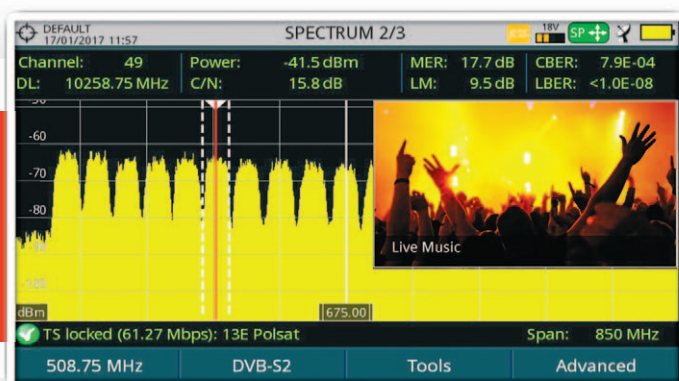 DEFAULT
17/01/2017 11:57
SPECTRUM 2/3
18V
SP
Channel: 49 Power: -41.5 dBm MER: 17.7 dB CBER: 7.9E-04
DL: 10258.75 MHz C/N: 15.8 dB LM: 9.5 dB LBER: <1.0E-08
-50
-60
-70
-80
-90
-100
Live Music
dBm 675.00
TS locked (61.27 Mbps): 13E Polsat Span: 850 MHz
508.75 MHz DVB-S2 Tools Advanced